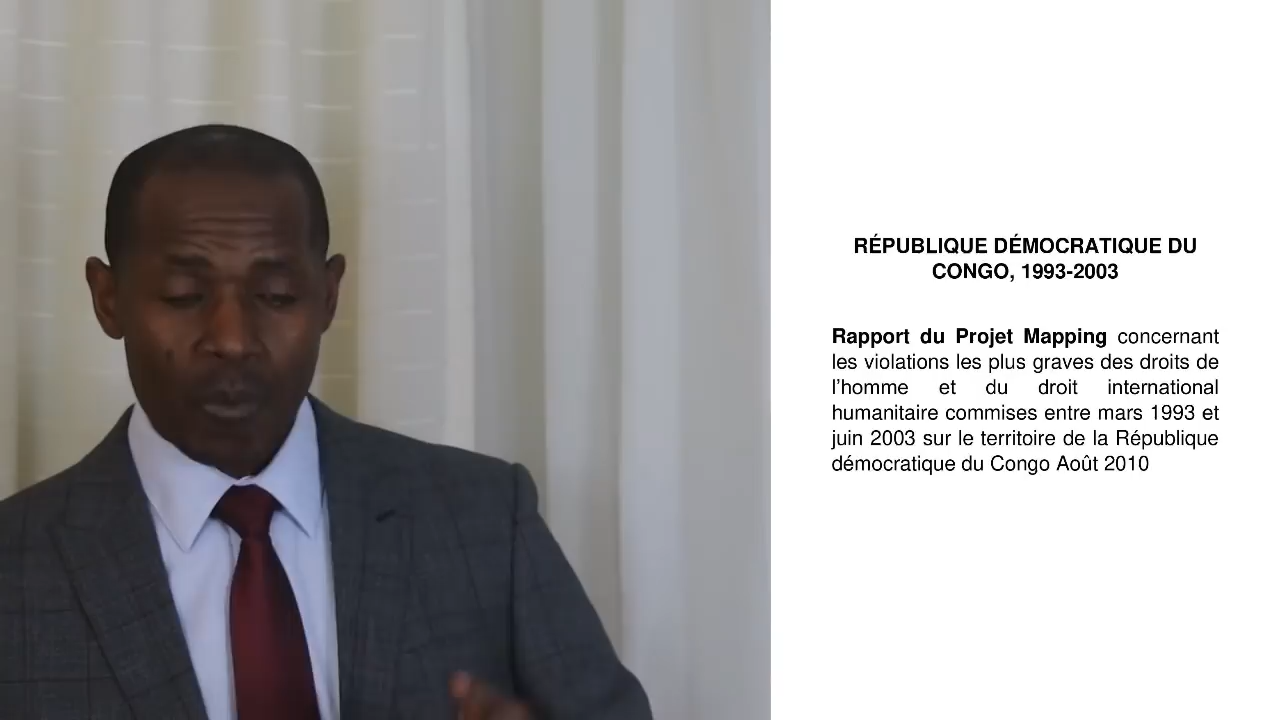 RÉPUBLIQUE DÉMOCRATIQUE DU
CONGO, 1993-2003
Rapport du Projet Mapping concernant
les violations les plus graves des droits de
l'homme et du droit international
humanitaire commises entre mars 1993 et
juin 2003 sur le territoire de la République
démocratique du Congo Août 2010